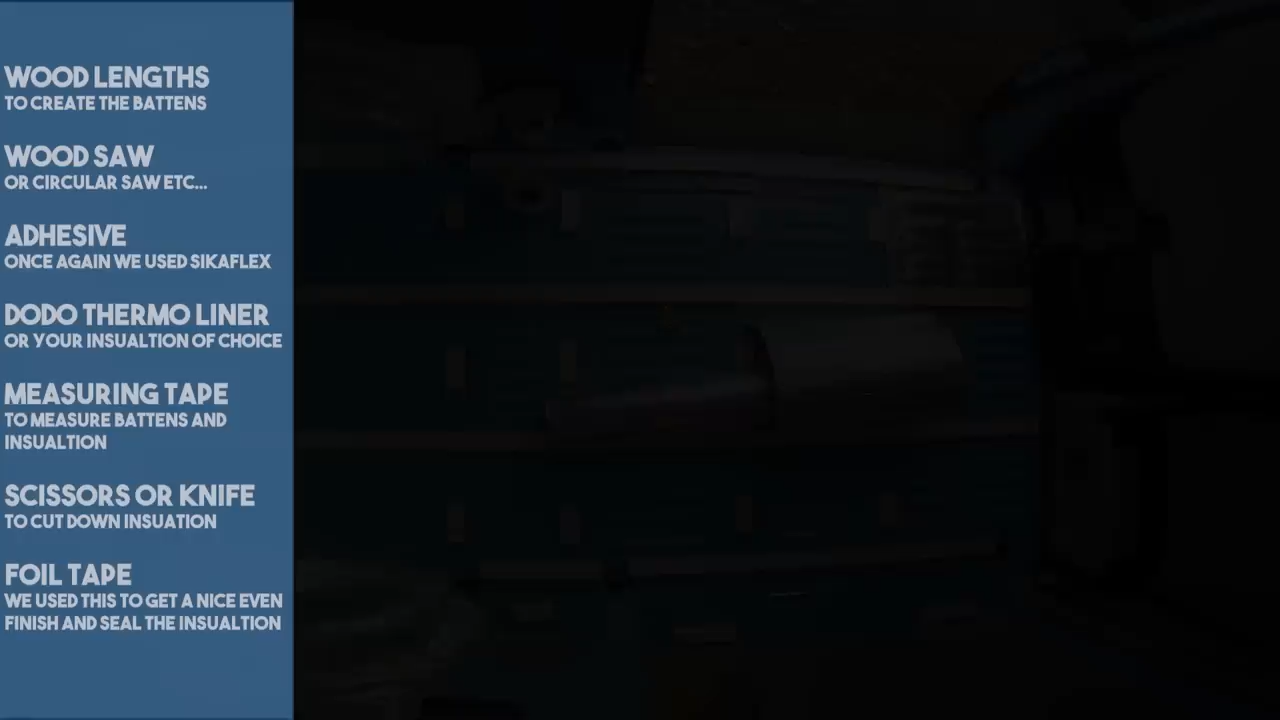 WOOD LENGTHS
TO CREATE THE BATTENS
WOOD SAW
OR CIRCULAR SAW ETC...
ADHESIVE
ONCE AGAIN WE USED SIKAFLEX
DODO THERMO LINER
OR YOUR INSUALTION OF CHOICE
MEASURING TAPE
TO MEASURE BATTENS AND
INSUALTION
SCISSORS OR KNIFE
TO CUT DOWN INSUATION
FOIL TAPE
WE USED THIS TO GET A NICE EVEN
FINISH AND SEAL THE INSUALTION